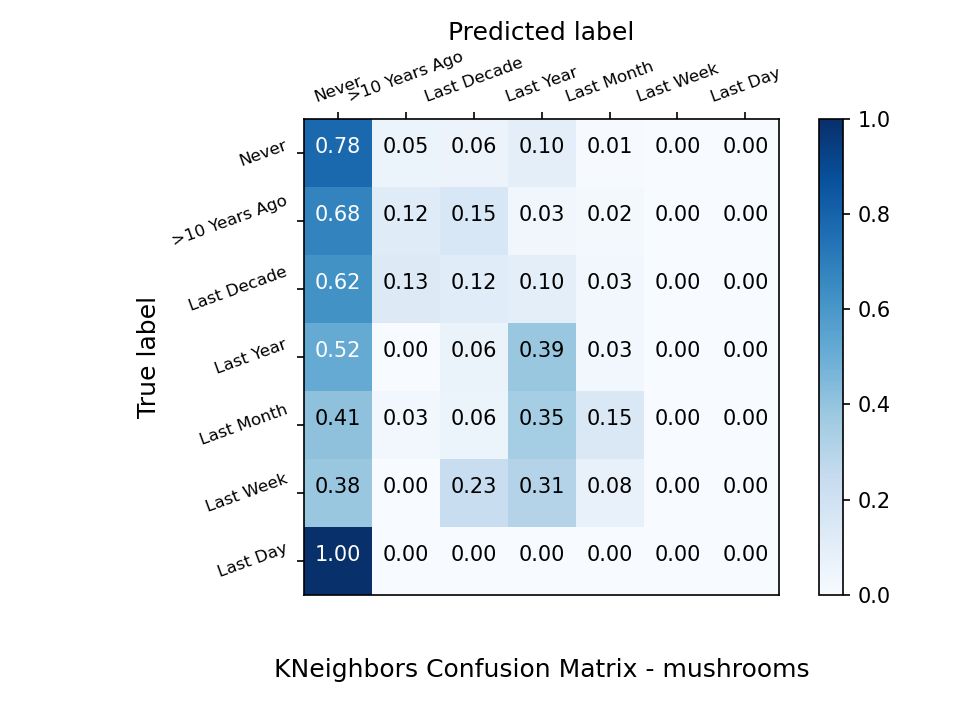 Predicted label
Never >10 Years Ago Last Decade Last Year Last Month Last Week Last Day
True label
Never 0.78 0.05 0.06 0.10 0.01 0.00 0.00
>10 Years Ago 0.68 0.12 0.15 0.03 0.02 0.00 0.00
Last Decade 0.62 0.13 0.12 0.10 0.03 0.00 0.00
Last Year 0.52 0.00 0.06 0.39 0.03 0.00 0.00
Last Month 0.41 0.03 0.06 0.35 0.15 0.00 0.00
Last Week 0.38 0.00 0.23 0.31 0.08 0.00 0.00
Last Day 1.00 0.00 0.00 0.00 0.00 0.00 0.00
1.0
0.8
0.6
0.4
0.2
0.0
KNeighbors Confusion Matrix - mushrooms